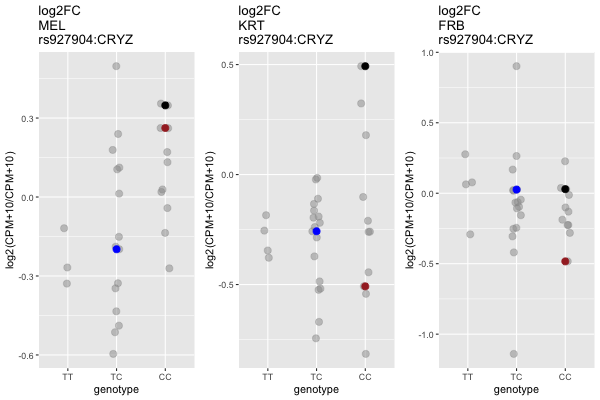 log2FC
MEL
rs927904:CRYZ
log2(CPM+10/CPM+10)
0.3
0.0
-0.3
-0.6
TT
TC
CC
genotype
log2FC
KRT
rs927904:CRYZ
log2(CPM+10/CPM+10)
0.5
0.0
-0.5
TT
TC
CC
genotype
log2FC
FRB
rs927904:CRYZ
log2(CPM+10/CPM+10)
1.0
0.5
0.0
-0.5
-1.0
TT
TC
CC
genotype